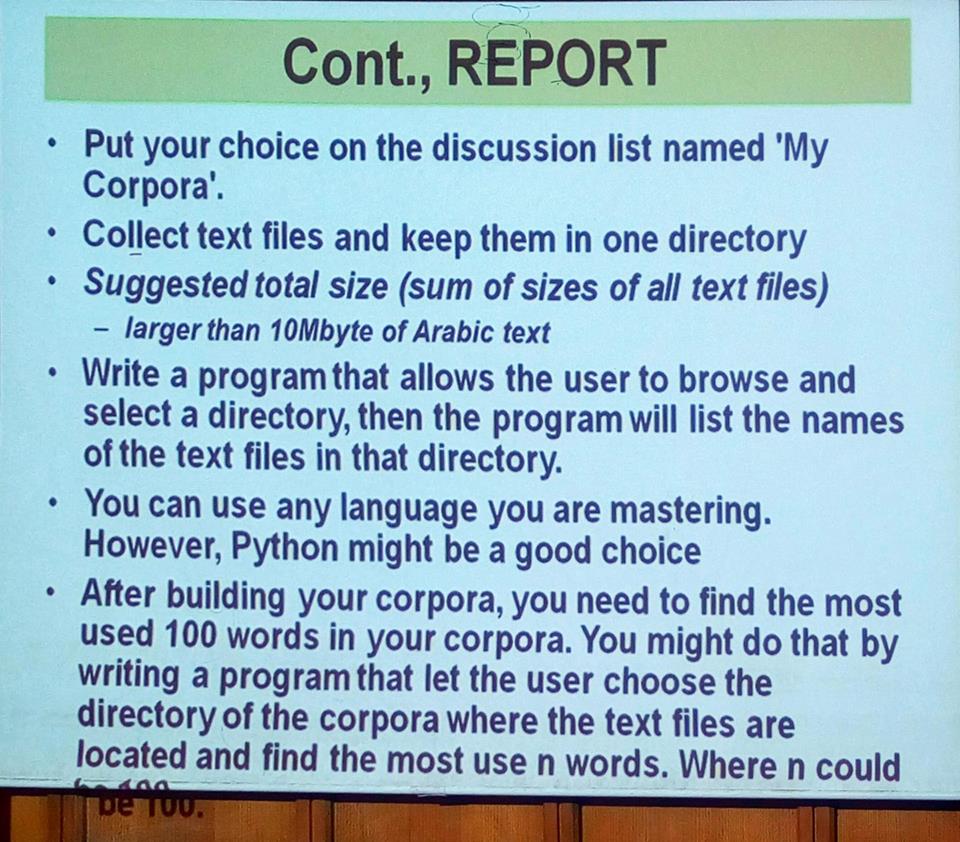 Cont., REPORT
• Put your choice on the discussion list named 'My
Corpora'.
• Collect text files and keep them in one directory
• Suggested total size (sum of sizes of all text files)
– larger than 10Mbyte of Arabic text
• Write a program that allows the user to browse and
select a directory, then the program will list the names
of the text files in that directory.
• You can use any language you are mastering.
However, Python might be a good choice
• After building your corpora, you need to find the most
used 100 words in your corpora. You might do that by
writing a program that let the user choose the
directory of the corpora where the text files are
located and find the most use n words. Where n could
be 100.